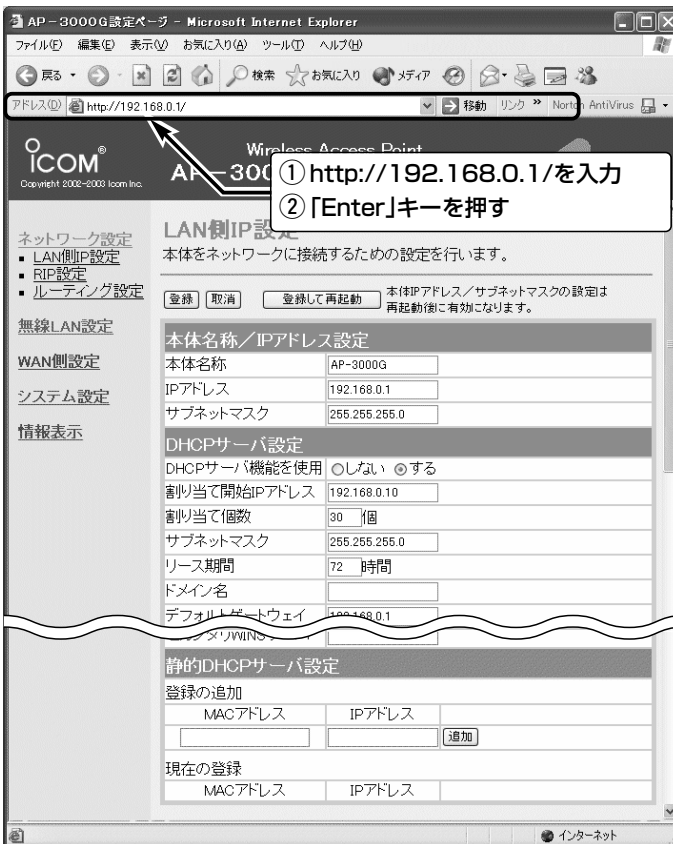 AP－3000G設定ページ - Microsoft Internet Explorer
ファイル(F) 編集(E) 表示(V) お気に入り(A) ツール(T) ヘルプ(H)
戻る 検索 お気に入り メディア
アドレス(D) http://192.168.0.1/ 移動 リンク » Norton AntiVirus
ICOM®
Copyright 2002-2003 Icom Inc.
Wireless Access Point
AP－300
①http://192.168.0.1/を入力
②「Enter」キーを押す
ネットワーク設定
▪ LAN側IP設定
▪ RIP設定
▪ ルーティング設定
無線LAN設定
WAN側設定
システム設定
情報表示
LAN側IP設定
本体をネットワークに接続するための設定を行います。
登録 取消 登録して再起動 本体IPアドレス／サブネットマスクの設定は
再起動後に有効になります。
本体名称／IPアドレス設定
本体名称 AP-3000G
IPアドレス 192.168.0.1
サブネットマスク 255.255.255.0
DHCPサーバ設定
DHCPサーバ機能を使用 ○しない ◉する
割り当て開始IPアドレス 192.168.0.10
割り当て個数 30 個
サブネットマスク 255.255.255.0
リース期間 72 時間
ドメイン名
デフォルトゲートウェイ 192.168.0.1
静的DHCPサーバ設定
登録の追加
MACアドレス IPアドレス
追加
現在の登録
MACアドレス IPアドレス
インターネット